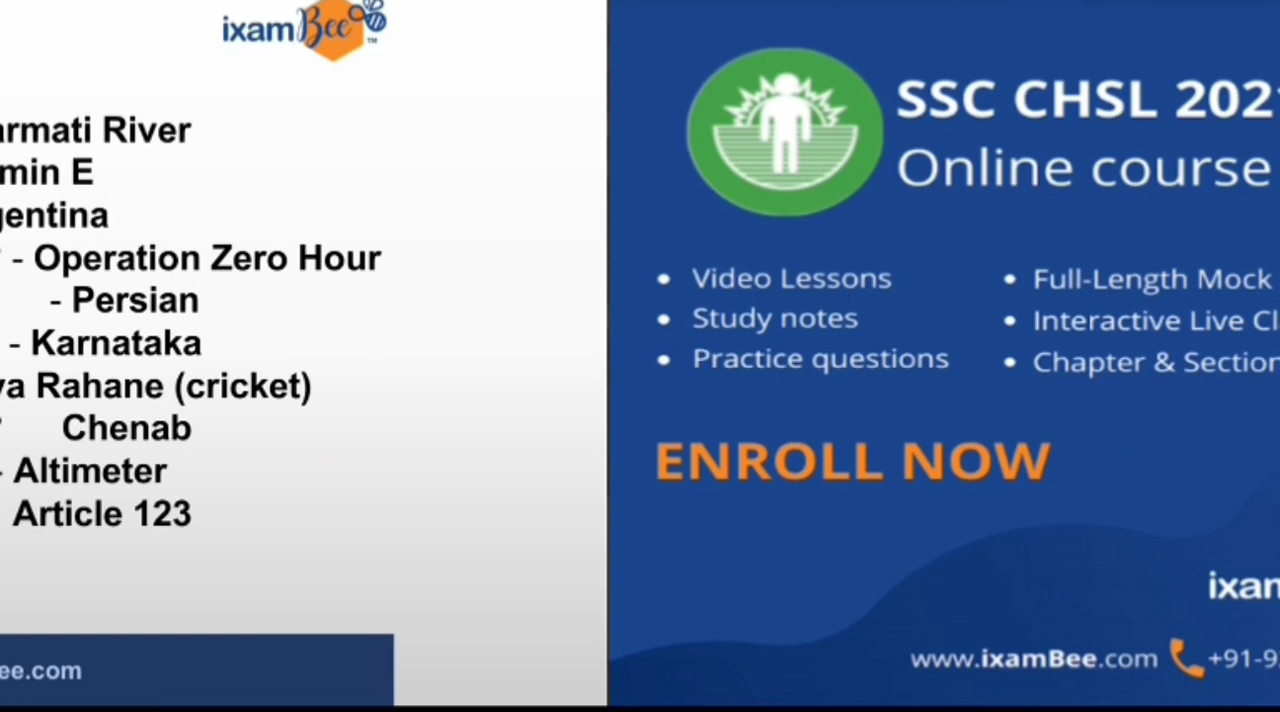 ixamBee
TM
armati River
min E
gentina
- Operation Zero Hour
- Persian
- Karnataka
ya Rahane (cricket)
Chenab
- Altimeter
Article 123
ee.com
SSC CHSL 202
Online course
• Video Lessons
• Study notes
• Practice questions
• Full-Length Mock
• Interactive Live Cl
• Chapter & Section
ENROLL NOW
ixam
www.ixamBee.com +91-9